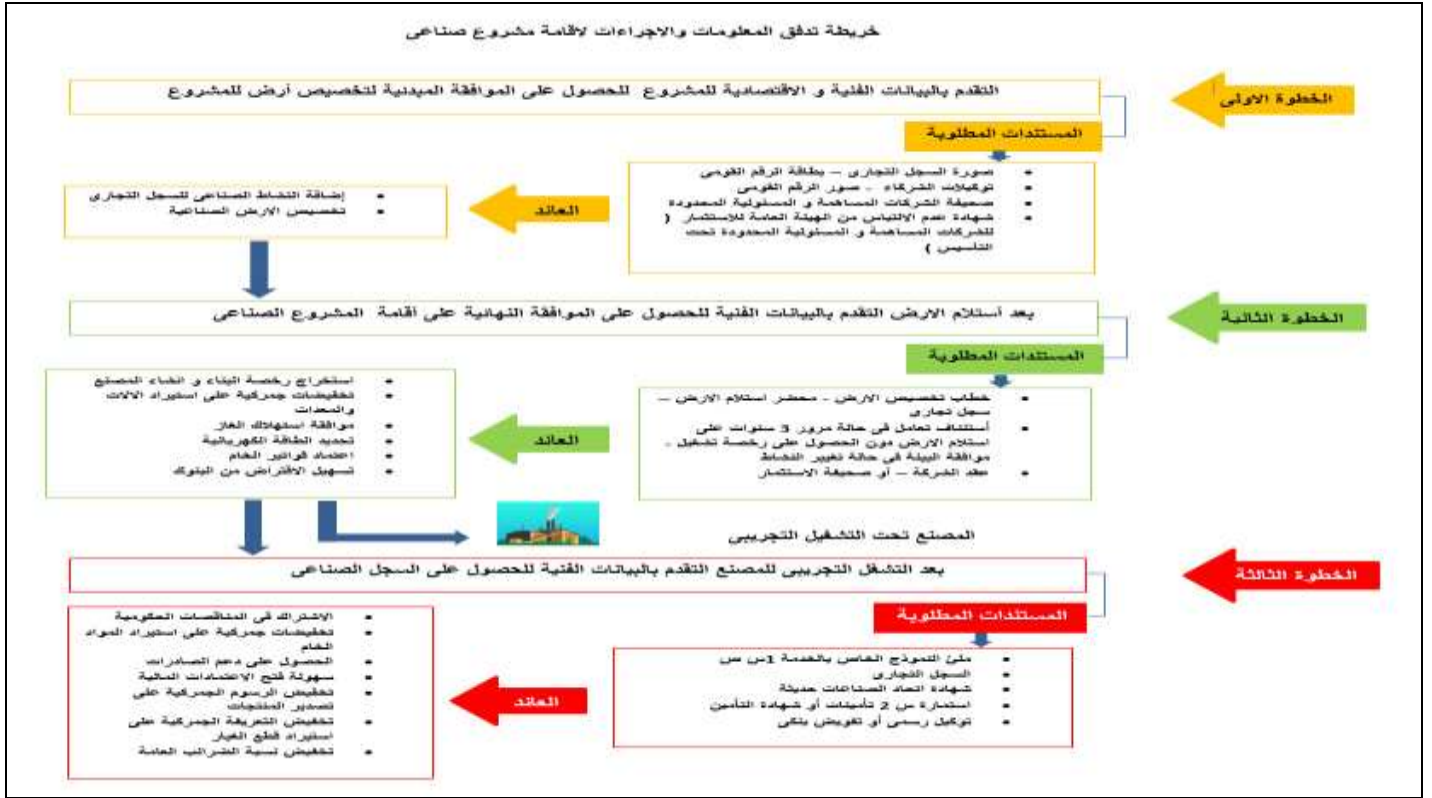 خريطة تدفق المعلومات والاجراءات لاقامة مشروع صناعى
الخطوة الاولى
التقدم بالبيانات الفنية و الاقتصادية للمشروع للحصول على الموافقة المبدئية لتخصيص أرض للمشروع
المستندات المطلوبة
صورة السجل التجارى – بطاقة الرقم القومى
توكيلات الشركاء - صور الرقم القومى
صحيفة الشركات المساهمة و المسئولية المحدودة
شهادة عدم الالتباس من الهيئة العامة للاستثمار (
للشركات المساهمة و المسئولية المحدودة تحت
التأسيس )
العائد
إضافة النشاط الصناعى للسجل التجارى
تخصيص الارض الصناعية
الخطوة الثانية
بعد أستلام الارض التقدم بالبيانات الفنية للحصول على الموافقة النهائية على أقامة المشروع الصناعى
المستندات المطلوبة
خطاب تخصيص الارض - محضر استلام الارض –
سجل تجارى
أستئناف تعامل فى حالة مرور 3 سنوات على
استلام الارض دون الحصول على رخصة تشغيل -
موافقة البيئة فى حالة تغيير النشاط
عقد الشركة – أو صحيفة الاستثمار
العائد
استخراج رخصة البناء و انشاء المصنع
تخفيضات جمركية على استيراد الالات
والمعدات
موافقة استهلاك الغاز
تحديد الطاقة الكهربائية
اعتماد فواتير الخام
تسهيل الاقتراض من البنوك
المصنع تحت التشغيل التجريبى
الخطوة الثالثة
بعد التشغل التجريبى للمصنع التقدم بالبيانات الفنية للحصول على السجل الصناعى
المستندات المطلوبة
ملئ النموذج الخاص بالخدمة 1س ص
السجل التجارى
شهادة اتحاد الصناعات حديثة
استمارة س 2 تأمينات أو شهادة التأمين
توكيل رسمى أو تفويض بنكى
العائد
الاشتراك فى المناقصات الحكومية
تخفيضات جمركية على استيراد المواد
الخام
الحصول على دعم الصادرات
سهولة فتح الاعتمادات المالية
تخفيض الرسوم الجمركية على
تصدير المنتجات
تخفيض التعريفة الجمركية على
استيراد قطع الغيار
تخفيض نسبة الضرائب العامة